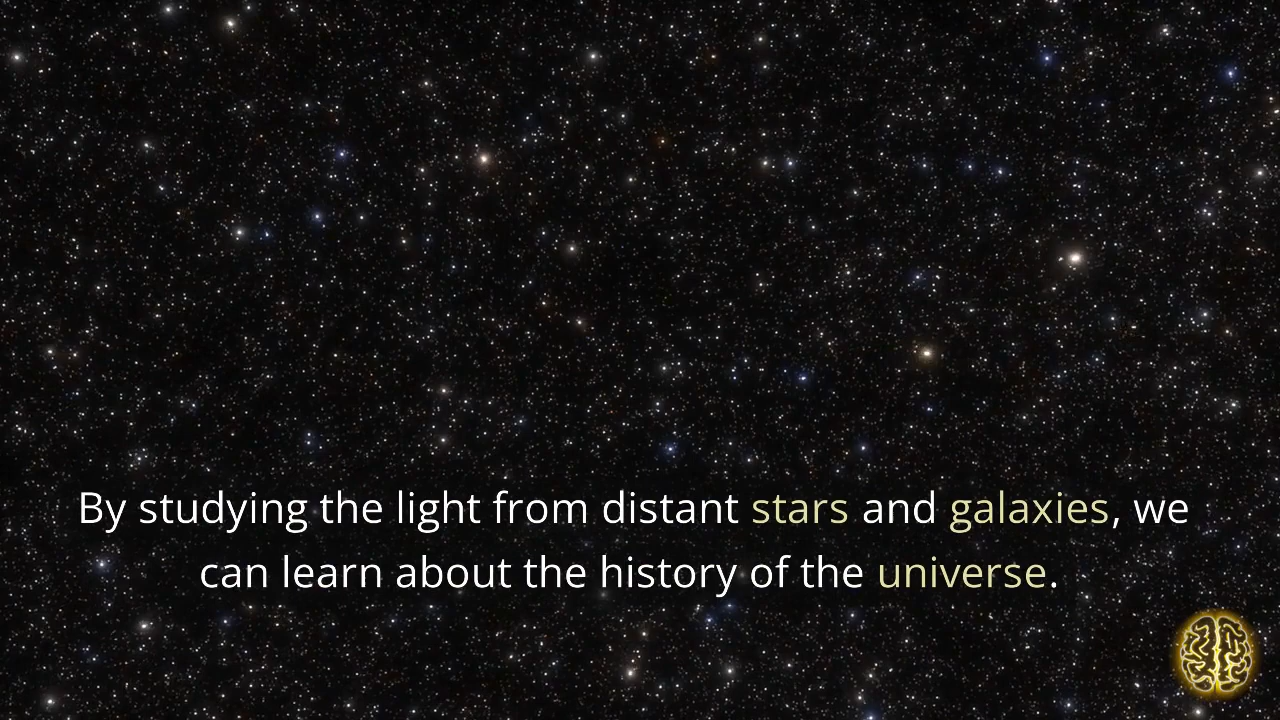 By studying the light from distant stars and galaxies, we
can learn about the history of the universe.